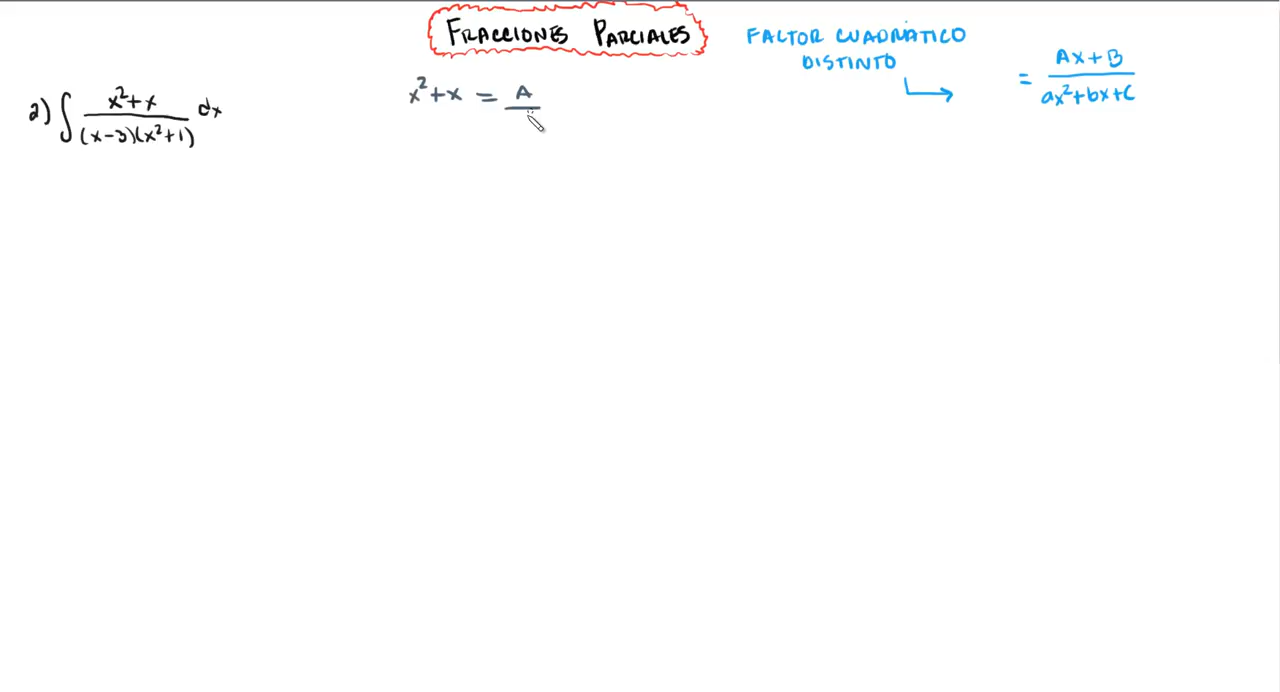 FRACCIONES PARCIALES
FACTOR CUADRÁTICO
DISTINTO
= Ax+B / ax²+bx+c
2) ∫ x²+x / (x-3)(x²+1) dx
x²+x = A /